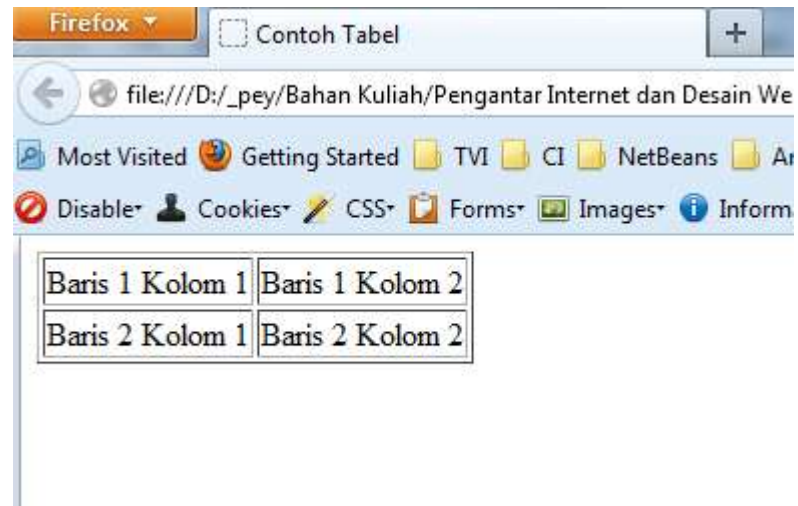 Firefox
Contoh Tabel
file:///D:/_pey/Bahan Kuliah/Pengantar Internet dan Desain We
Most Visited Getting Started TVI CI NetBeans
Disable Cookies CSS Forms Images Inform
Baris 1 Kolom 1 Baris 1 Kolom 2
Baris 2 Kolom 1 Baris 2 Kolom 2